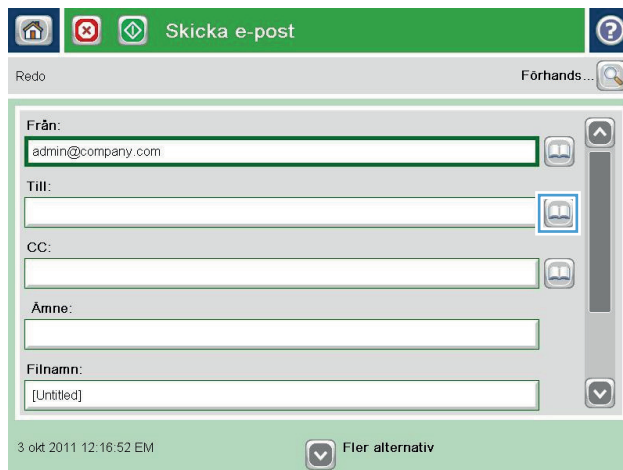 Skicka e-post
Redo
Förhands...
Från:
admin@company.com
Till:
CC:
Ämne:
Filnamn:
[Untitled]
3 okt 2011 12:16:52 EM
Fler alternativ